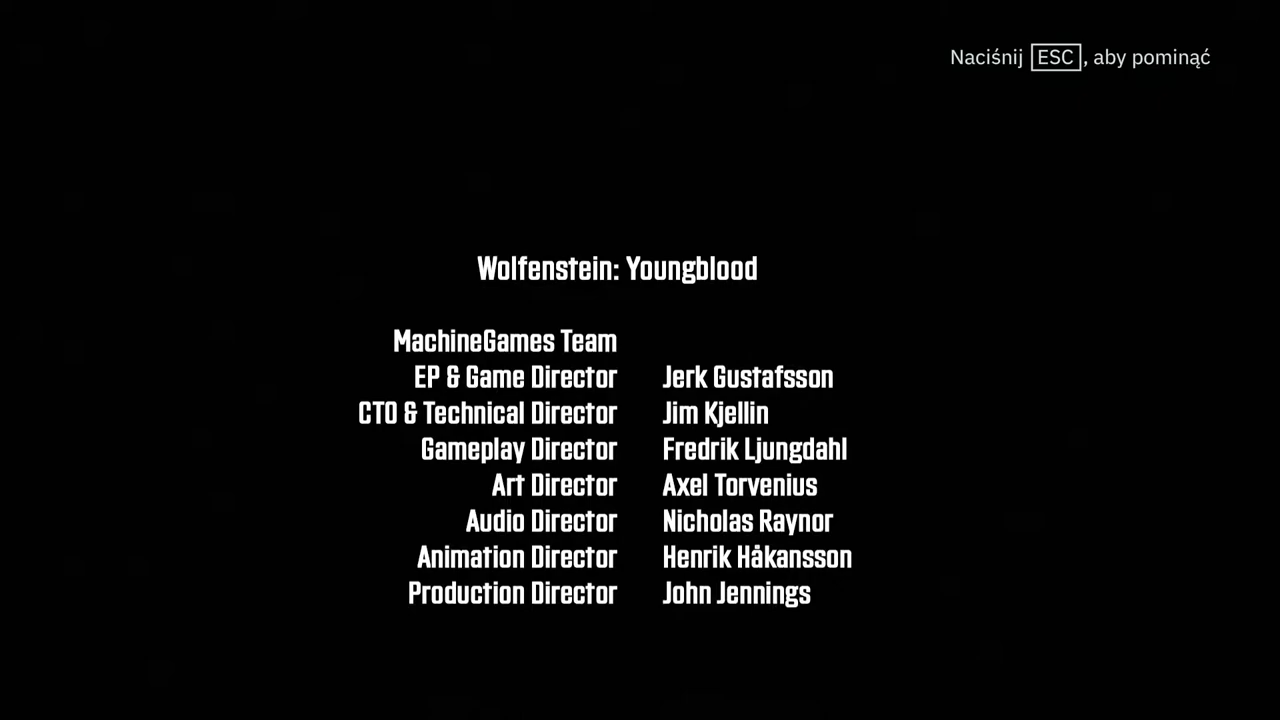 Naciśnij ESC, aby pominąć
Wolfenstein: Youngblood
MachineGames Team
EP & Game Director Jerk Gustafsson
CTO & Technical Director Jim Kjellin
Gameplay Director Fredrik Ljungdahl
Art Director Axel Torvenius
Audio Director Nicholas Raynor
Animation Director Henrik Håkansson
Production Director John Jennings